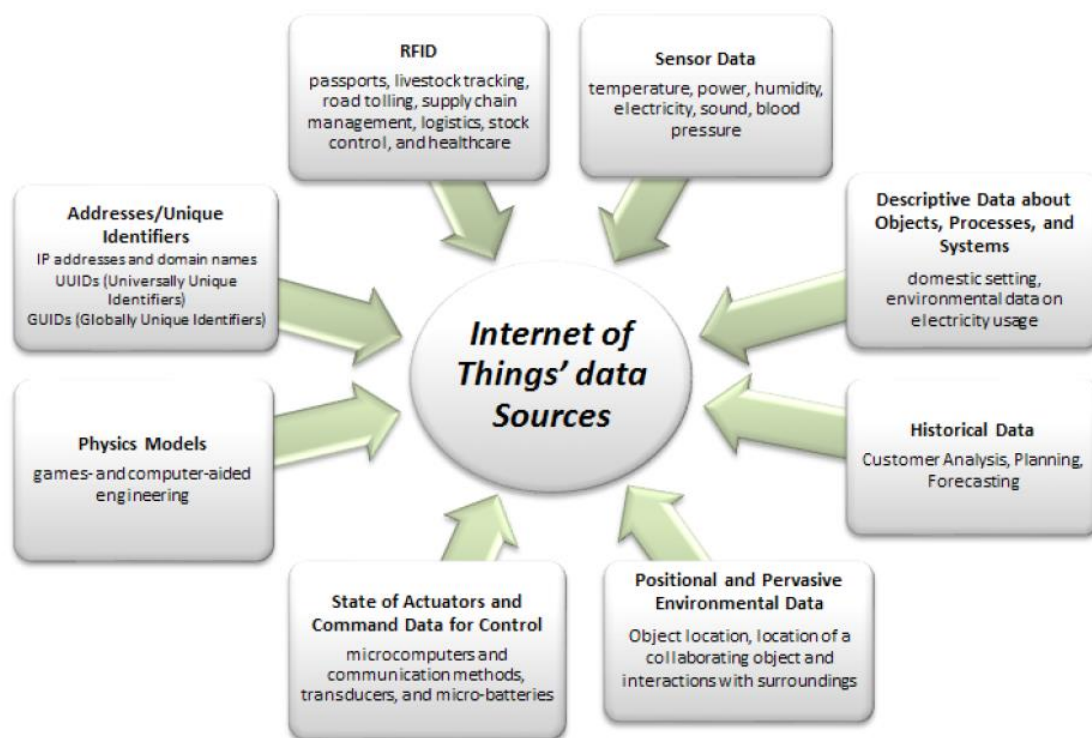 RFID
passports, livestock tracking,
road tolling, supply chain
management, logistics, stock
control, and healthcare
Sensor Data
temperature, power, humidity,
electricity, sound, blood
pressure
Addresses/Unique
Identifiers
IP addresses and domain names
UUIDs (Universally Unique
Identifiers)
GUIDs (Globally Unique Identifiers)
Descriptive Data about
Objects, Processes, and
Systems
domestic setting,
environmental data on
electricity usage
Internet of
Things’ data
Sources
Physics Models
games- and computer-aided
engineering
Historical Data
Customer Analysis, Planning,
Forecasting
State of Actuators and
Command Data for Control
microcomputers and
communication methods,
transducers, and micro-batteries
Positional and Pervasive
Environmental Data
Object location, location of a
collaborating object and
interactions with surroundings